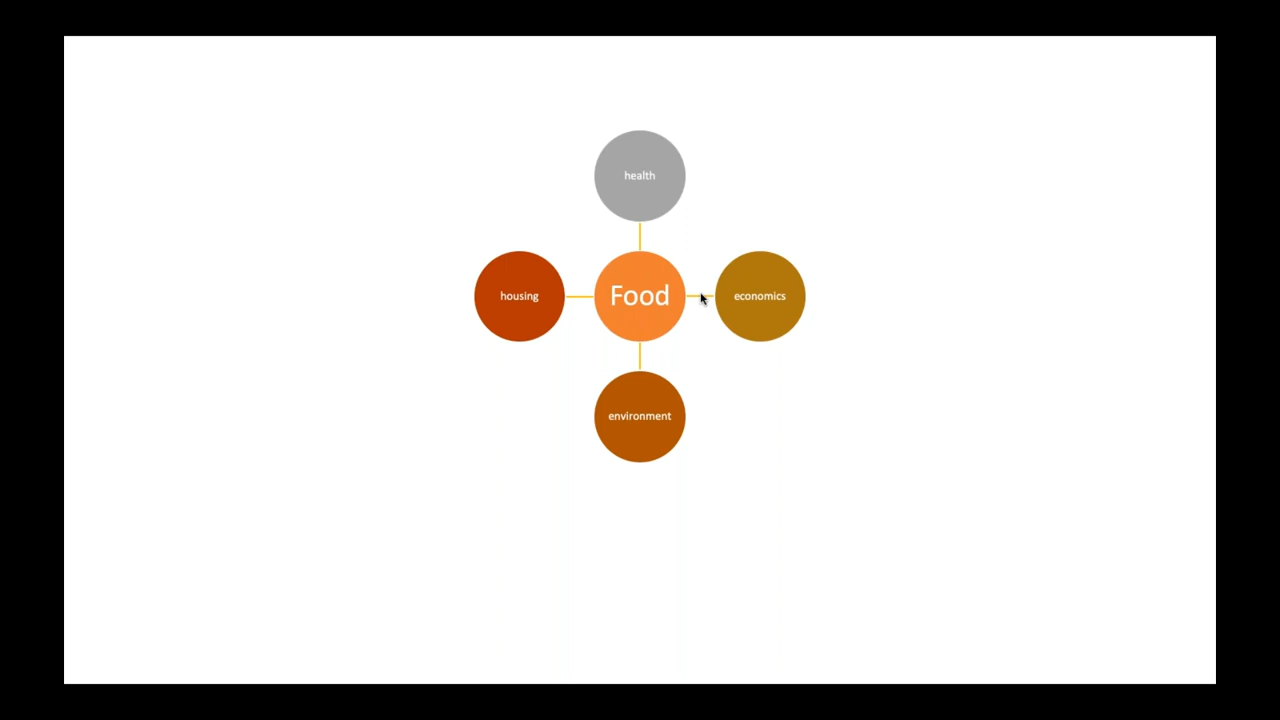 health
housing
Food
economics
environment